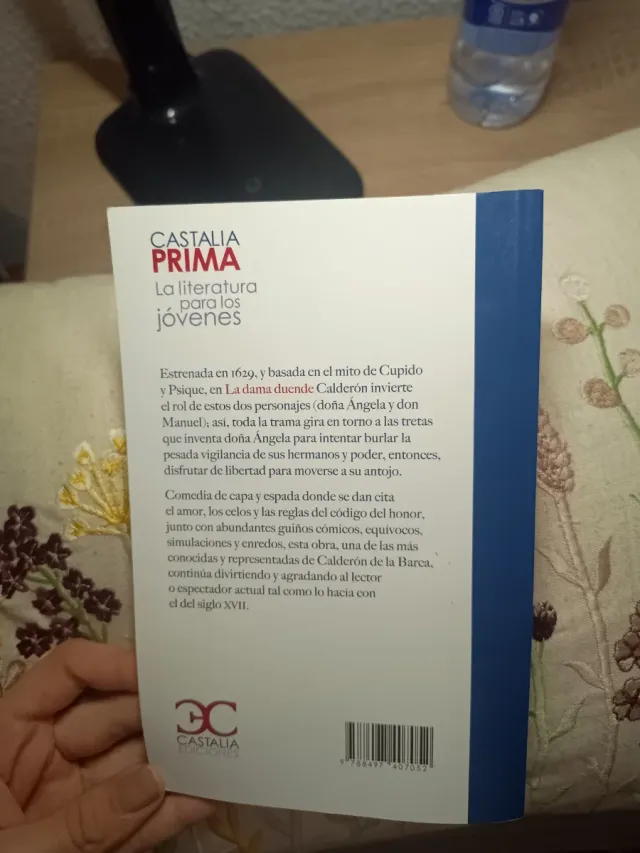 CASTALIA
PRIMA
La literatura
para los
jóvenes
Estrenada en 1629, y basada en el mito de Cupido
y Psique, en La dama duende Calderón invierte
el rol de estos dos personajes (doña Ángela y don
Manuel); así, toda la trama gira en torno a las tretas
que inventa doña Ángela para intentar burlar la
pesada vigilancia de sus hermanos y poder, entonces,
disfrutar de libertad para moverse a su antojo.
Comedia de capa y espada donde se dan cita
el amor, los celos y las reglas del código del honor,
junto con abundantes guiños cómicos, equívocos,
simulaciones y enredos, esta obra, una de las más
conocidas y representadas de Calderón de la Barca,
continúa divirtiendo y agradando al lector
o espectador actual tal como lo hacía con
el del siglo XVII.
CASTALIA
EDICIONES
9 788497 407052